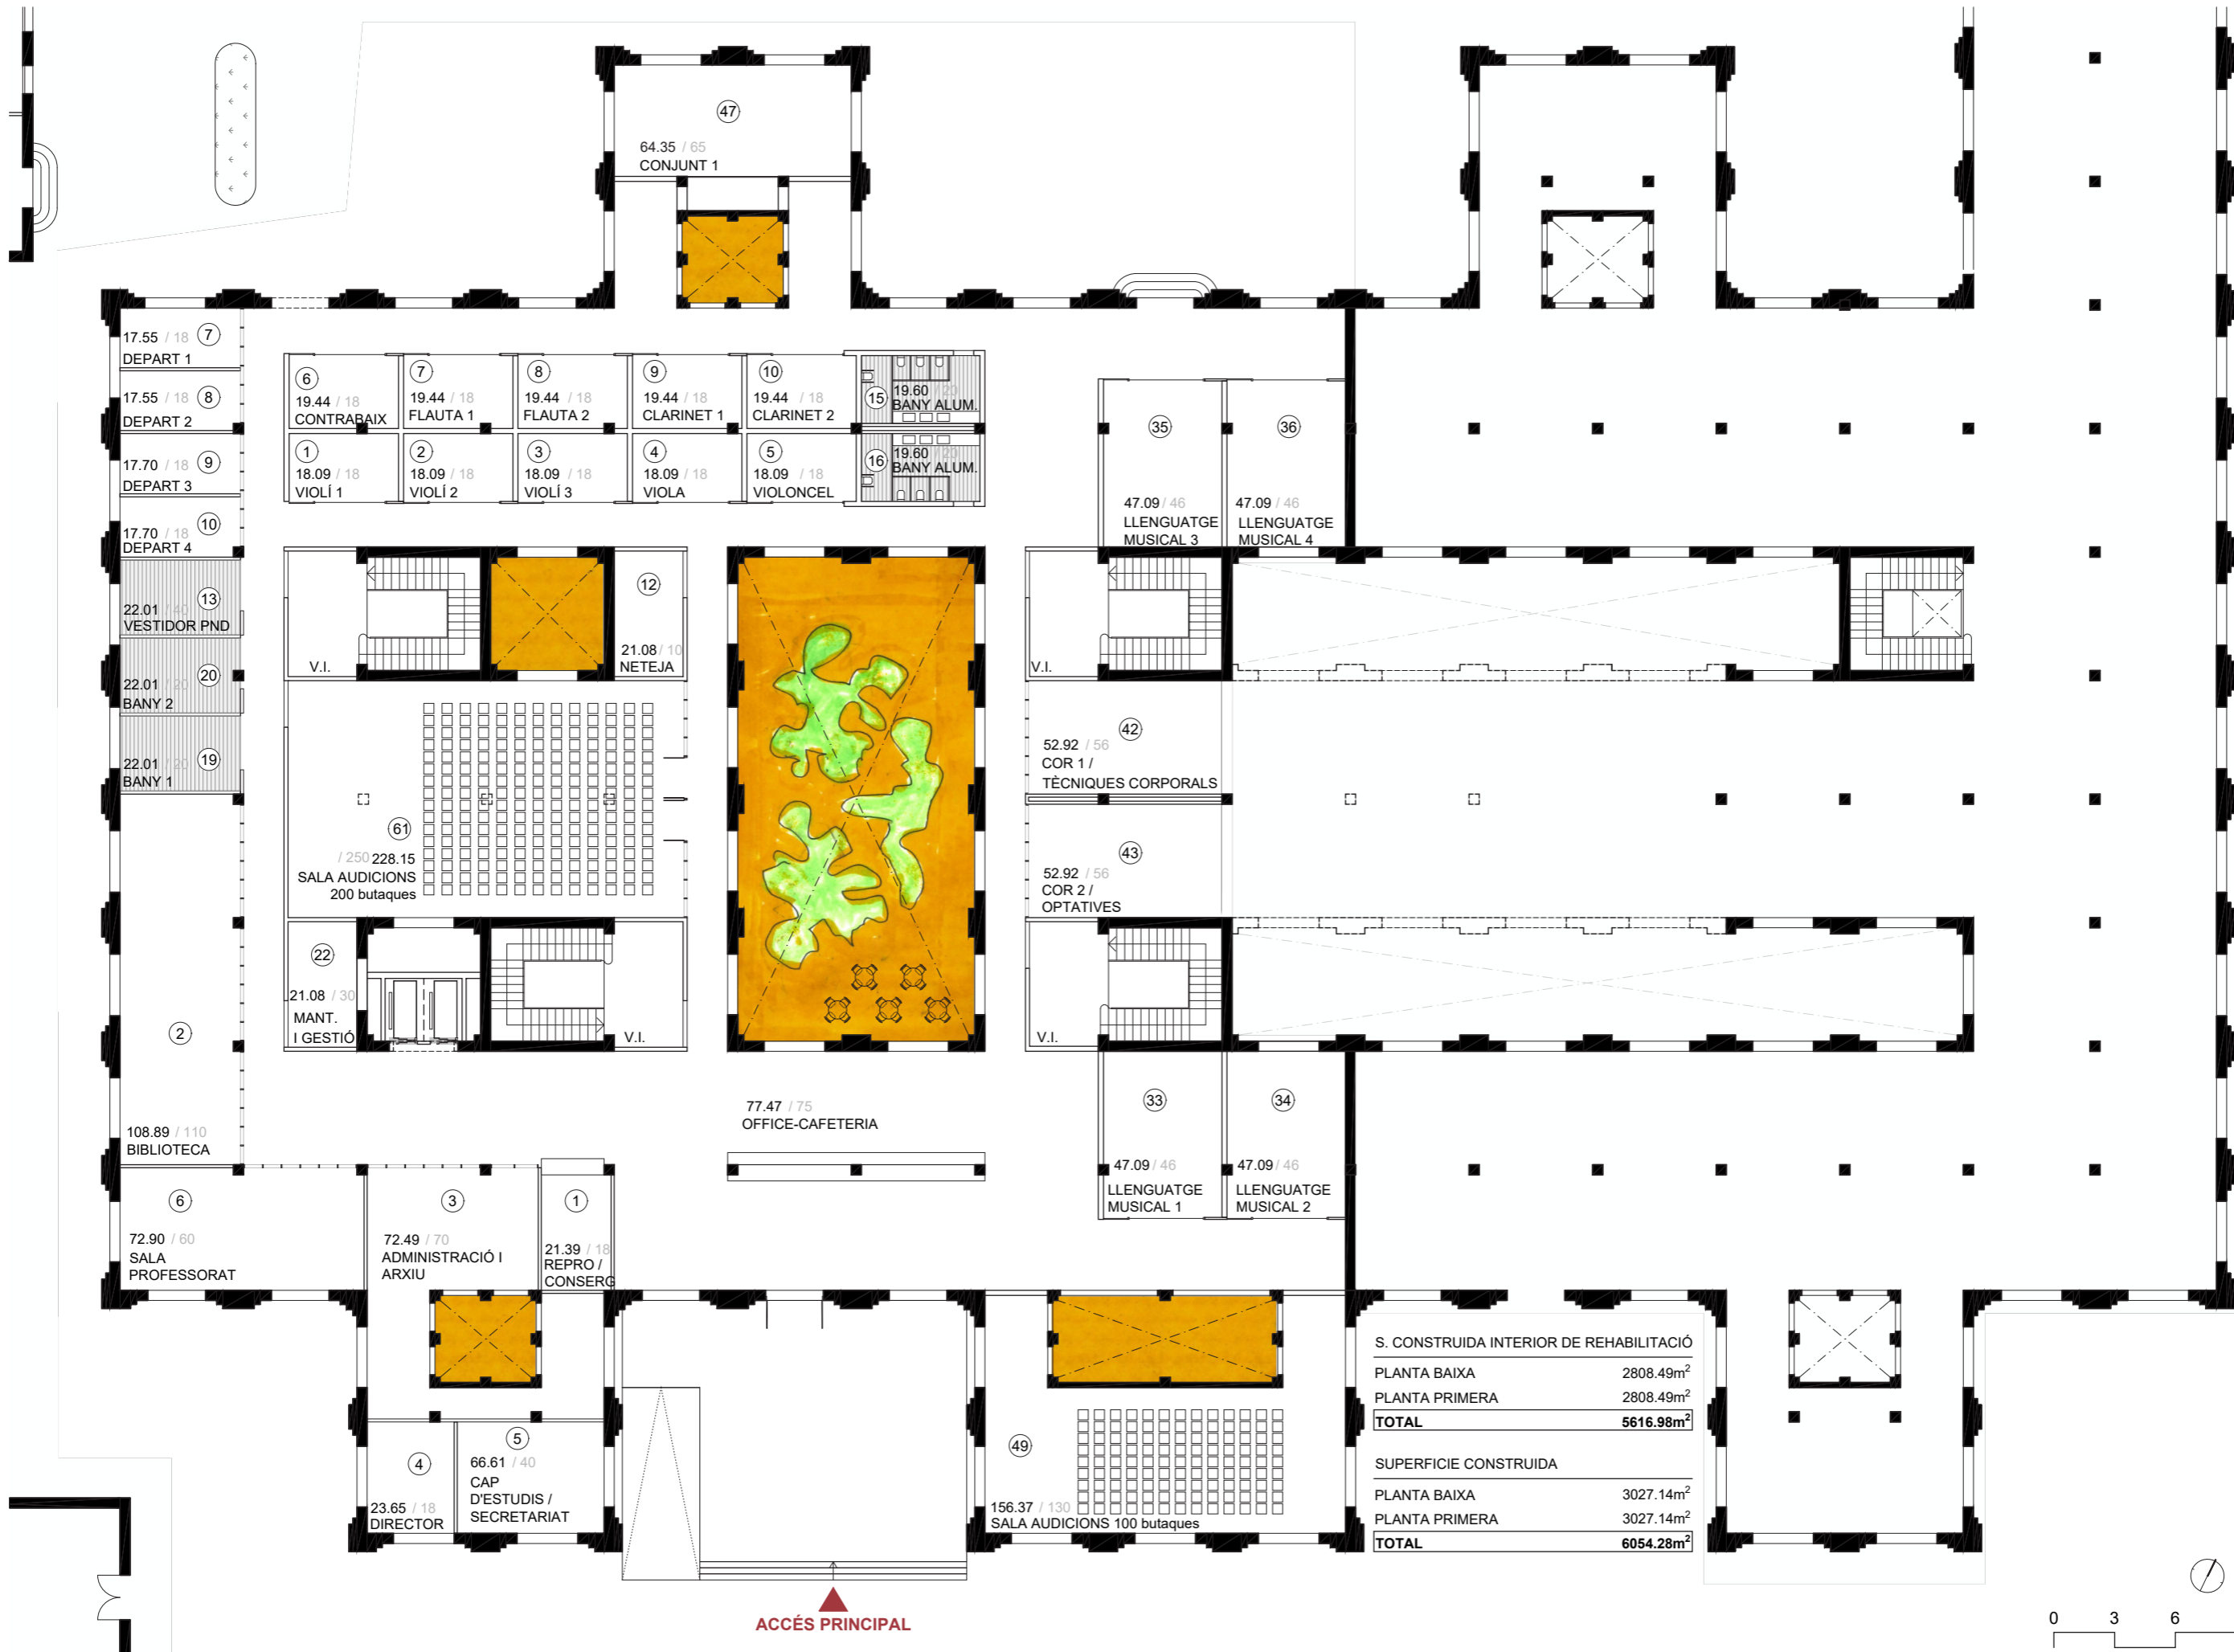 47
64.35 / 65
CONJUNT 1
7
17.55 / 18
DEPART 1
8
17.55 / 18
DEPART 2
9
17.70 / 18
DEPART 3
10
17.70 / 18
DEPART 4
13
22.01 / 40
VESTIDOR PND
20
22.01 / 20
BANY 2
19
22.01 / 20
BANY 1
6
19.44 / 18
CONTRABAIX
7
19.44 / 18
FLAUTA 1
8
19.44 / 18
FLAUTA 2
9
19.44 / 18
CLARINET 1
10
19.44 / 18
CLARINET 2
15
19.60 / 20
BANY ALUM.
1
18.09 / 18
VIOLÍ 1
2
18.09 / 18
VIOLÍ 2
3
18.09 / 18
VIOLÍ 3
4
18.09 / 18
VIOLA
5
18.09 / 18
VIOLONCEL
16
19.60 / 20
BANY ALUM.
35
47.09 / 46
LLENGUATGE
MUSICAL 3
36
47.09 / 46
LLENGUATGE
MUSICAL 4
V.I.
12
21.08 / 10
NETEJA
V.I.
61
/ 250 228.15
SALA AUDICIONS
200 butaques
42
52.92 / 56
COR 1 /
TÈCNIQUES CORPORALS
43
52.92 / 56
COR 2 /
OPTATIVES
22
21.08 / 30
MANT.
I GESTIÓ
V.I.
V.I.
2
108.89 / 110
BIBLIOTECA
77.47 / 75
OFFICE-CAFETERIA
33
47.09 / 46
LLENGUATGE
MUSICAL 1
34
47.09 / 46
LLENGUATGE
MUSICAL 2
6
72.90 / 60
SALA
PROFESSORAT
3
72.49 / 70
ADMINISTRACIÓ I
ARXIU
1
21.39 / 18
REPRO /
CONSERG
4
23.65 / 18
DIRECTOR
5
66.61 / 40
CAP
D'ESTUDIS /
SECRETARIAT
49
156.37 / 130
SALA AUDICIONS 100 butaques
ACCÉS PRINCIPAL
S. CONSTRUIDA INTERIOR DE REHABILITACIÓ
PLANTA BAIXA 2808.49m²
PLANTA PRIMERA 2808.49m²
TOTAL 5616.98m²
SUPERFICIE CONSTRUIDA
PLANTA BAIXA 3027.14m²
PLANTA PRIMERA 3027.14m²
TOTAL 6054.28m²
0 3 6